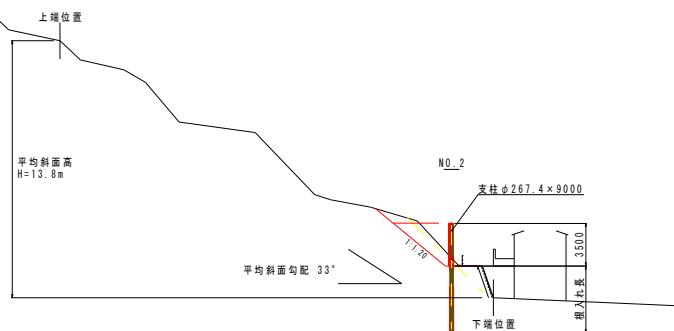 上端位置
平均斜面高
H=13.8m
NO.2
支柱φ267.4×9000
1:1.20
3500
平均斜面勾配 33°
根入れ長
下端位置